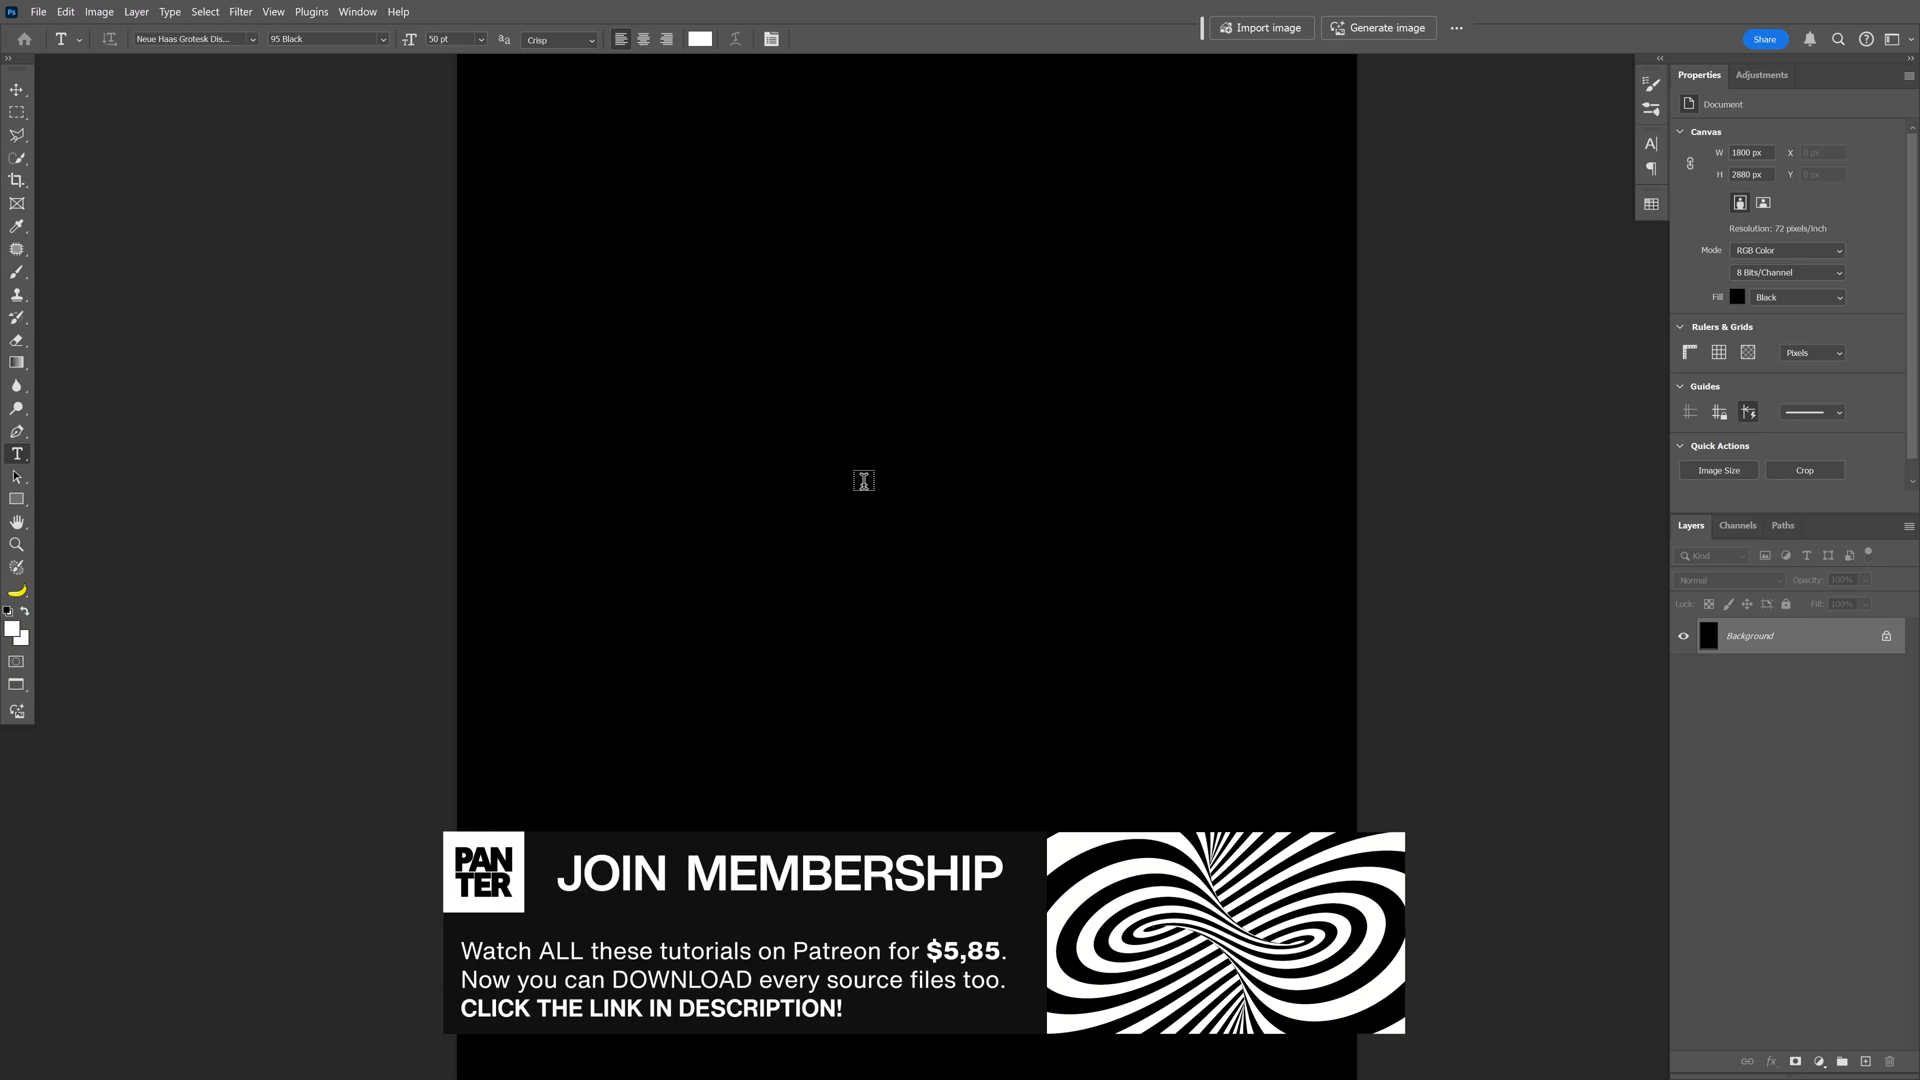 Ps File Edit Image Layer Type Select Filter View Plugins Window Help
Import image Generate image
T Neue Haas Grotesk Dis... 95 Black 50 pt aa Crisp Share
Properties Adjustments
Document
Canvas
W 1800 px X 0 px
H 2880 px Y 0 px
Resolution: 72 pixels/inch
Mode RGB Color
8 Bits/Channel
Fill Black
Rulers & Grids
Pixels
Guides
Quick Actions
Image Size Crop
Layers Channels Paths
Kind
Normal Opacity: 100%
Lock: Fill: 100%
Background
fx
PAN
TER
JOIN MEMBERSHIP
Watch ALL these tutorials on Patreon for $5,85.
Now you can DOWNLOAD every source files too.
CLICK THE LINK IN DESCRIPTION!